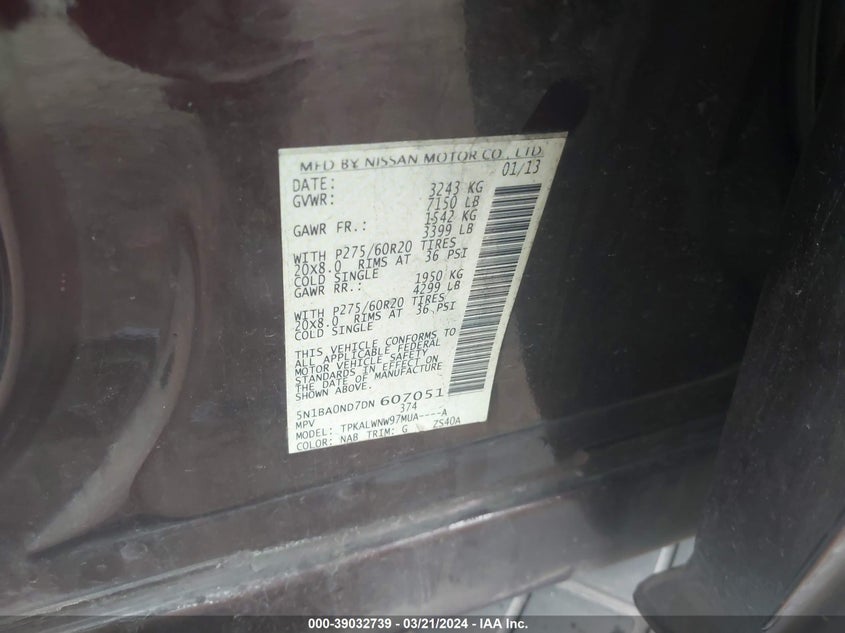 MFD BY NISSAN MOTOR CO., LTD.
DATE: 01/13
GVWR: 3243 KG
7150 LB
GAWR FR.: 1542 KG
3399 LB
WITH P275/60R20 TIRES
20X8.0 RIMS AT 36 PSI
COLD SINGLE
GAWR RR.: 1950 KG
4299 LB
WITH P275/60R20 TIRES
20X8.0 RIMS AT 36 PSI
COLD SINGLE
THIS VEHICLE CONFORMS TO
ALL APPLICABLE FEDERAL
MOTOR VEHICLE SAFETY
STANDARDS IN EFFECT ON
THE DATE OF MANUFACTURE
SHOWN ABOVE.
5N1BA0ND7DN 607051
MPV 374
MODEL: TPKALWNW97MUA----A
COLOR: NAB TRIM: G ZS40A
000-39032739 / 03/21/2024 - IAA Inc.